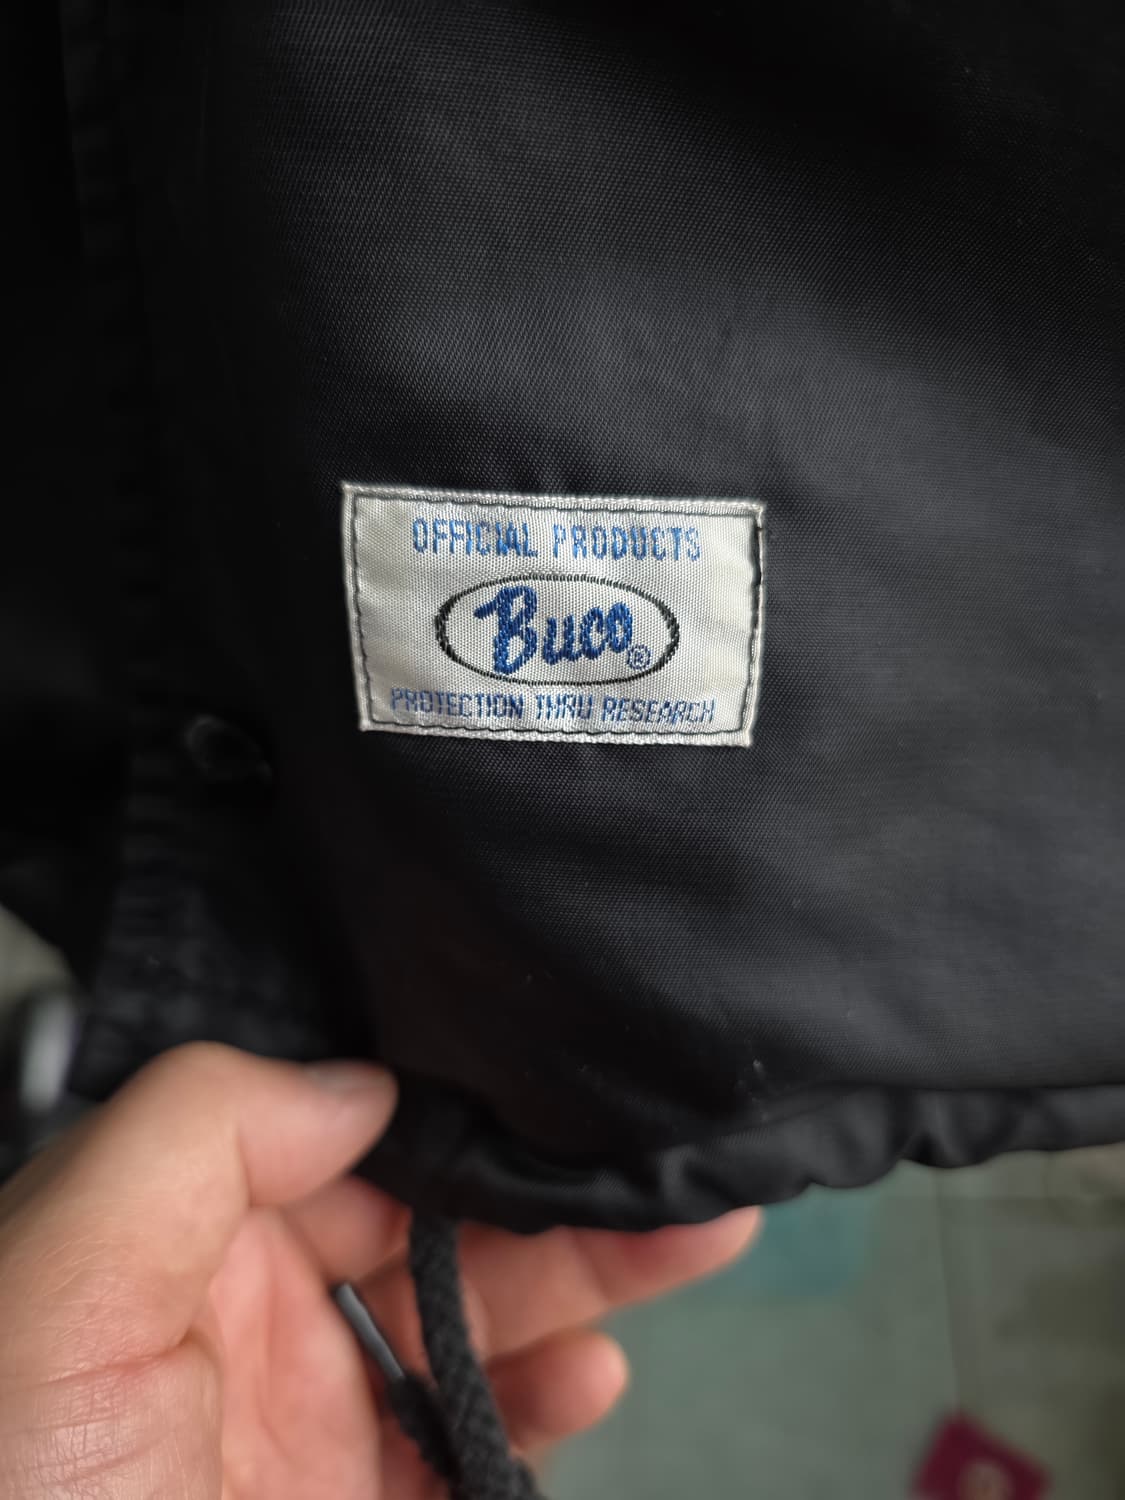 OFFICIAL PRODUCTS
Buco®
PROTECTION THRU RESEARCH